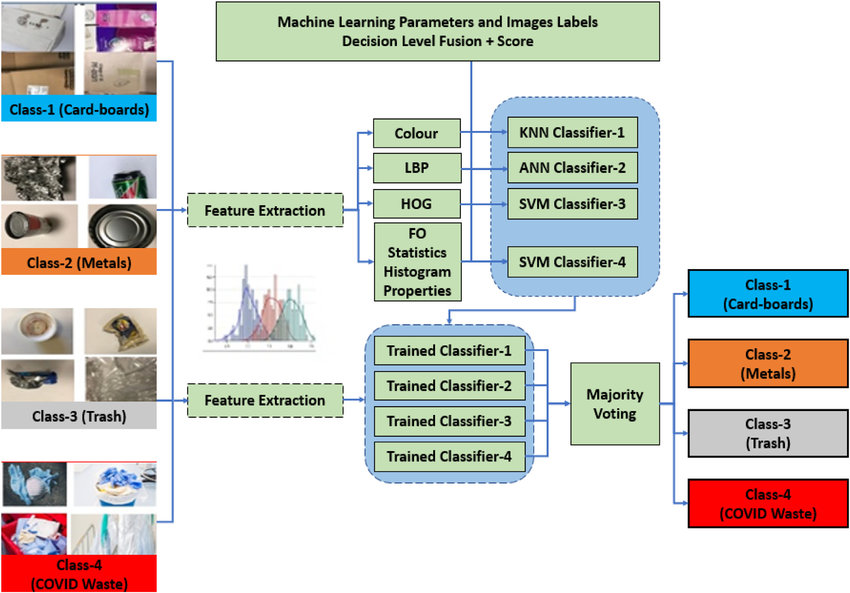 Machine Learning Parameters and Images Labels
Decision Level Fusion + Score
Class-1 (Card-boards)
Class-2 (Metals)
Class-3 (Trash)
Class-4
(COVID Waste)
Feature Extraction
Colour
LBP
HOG
FO
Statistics
Histogram
Properties
KNN Classifier-1
ANN Classifier-2
SVM Classifier-3
SVM Classifier-4
Feature Extraction
Trained Classifier-1
Trained Classifier-2
Trained Classifier-3
Trained Classifier-4
Majority
Voting
Class-1
(Card-boards)
Class-2
(Metals)
Class-3
(Trash)
Class-4
(COVID Waste)